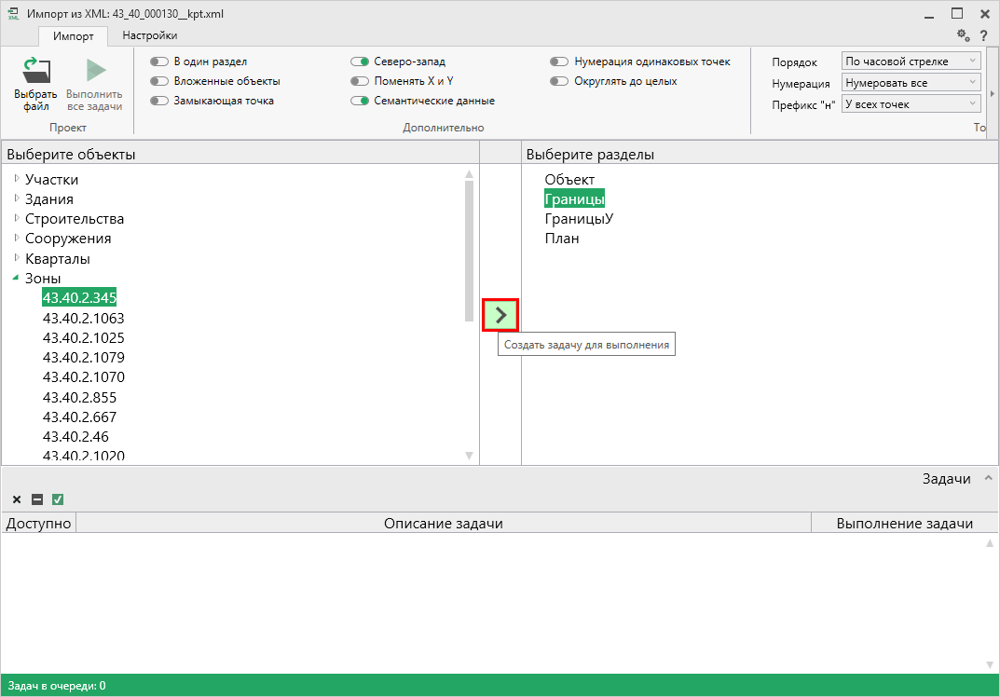 XML Импорт из XML: 43_40_000130__kpt.xml
Импорт Настройки ?
Выбрать файл
Выполнить все задачи
Проект
В один раздел
Вложенные объекты
Замыкающая точка
Северо-запад
Поменять X и Y
Семантические данные
Нумерация одинаковых точек
Округлять до целых
Дополнительно
Порядок По часовой стрелке
Нумерация Нумеровать все
Префикс "н" У всех точек
То
Выберите объекты
Участки
Здания
Строительства
Сооружения
Кварталы
Зоны
43.40.2.345
43.40.2.1063
43.40.2.1025
43.40.2.1079
43.40.2.1070
43.40.2.855
43.40.2.667
43.40.2.46
43.40.2.1020
Создать задачу для выполнения
Выберите разделы
Объект
Границы
ГраницыУ
План
Задачи
Доступно Описание задачи Выполнение задачи
Задач в очереди: 0